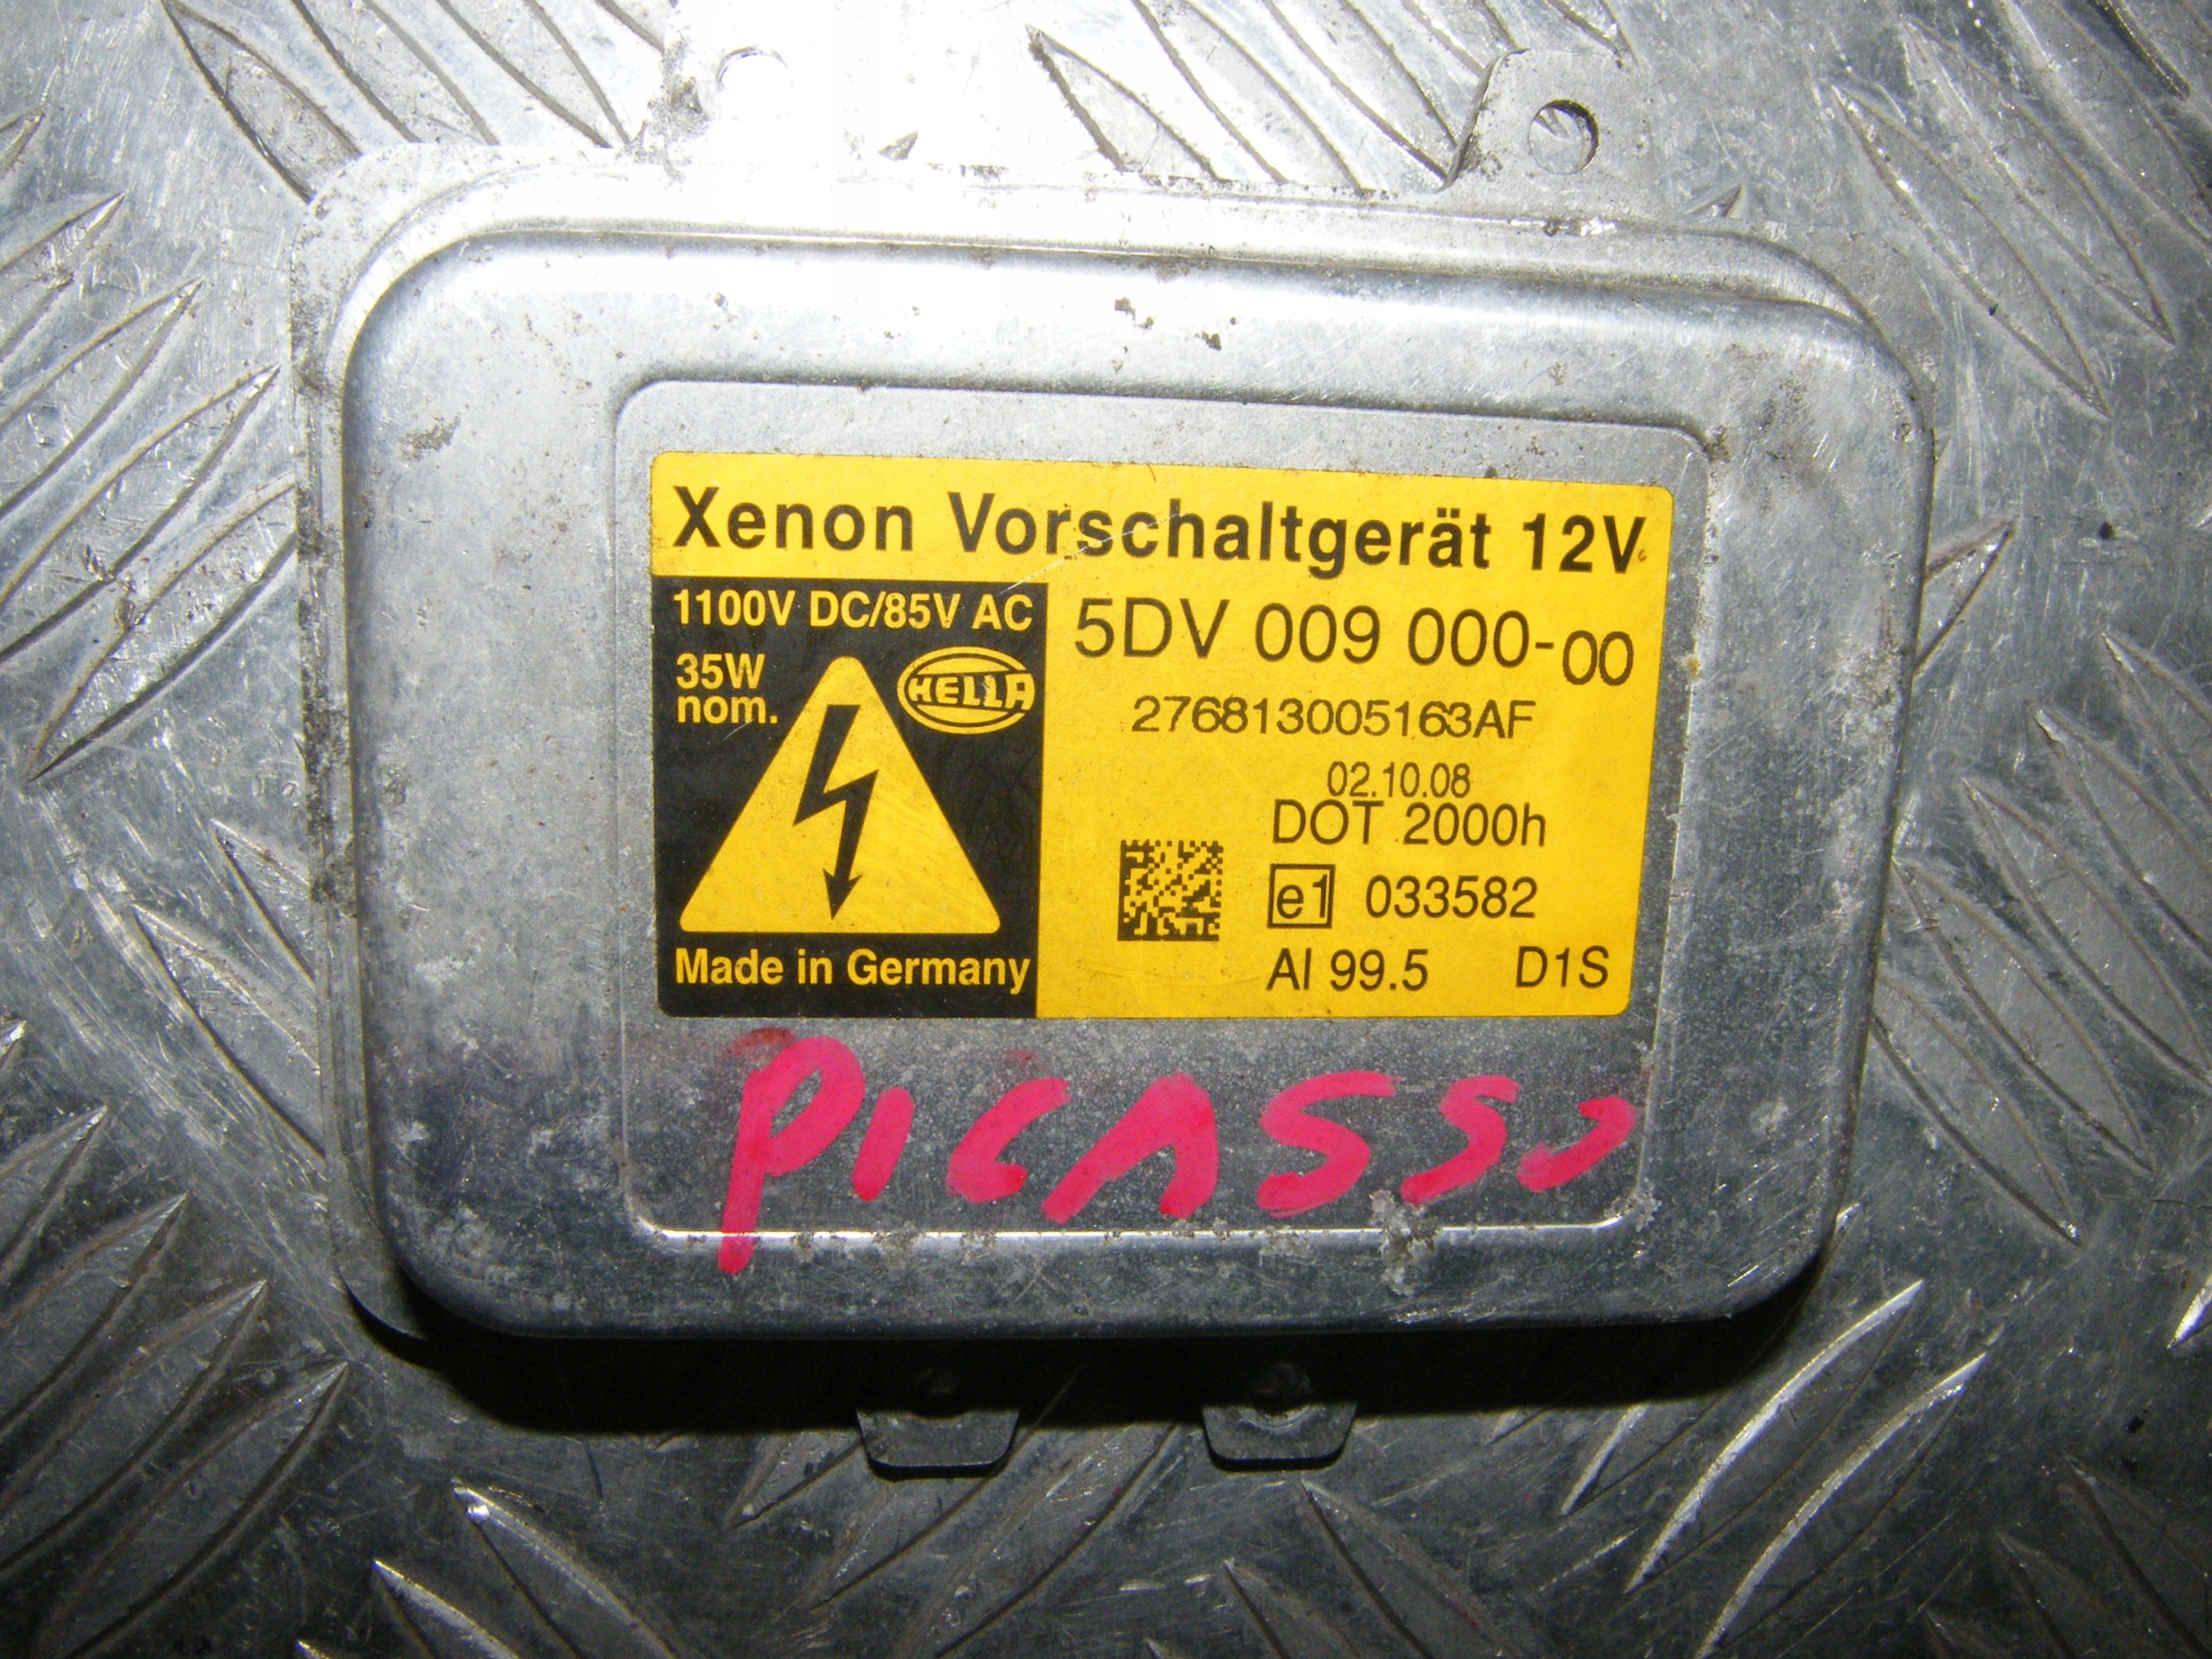 Xenon Vorschaltgerät 12V
1100V DC/85V AC
35W
nom.
HELLA
Made in Germany
5DV 009 000-00
276813005163AF
02.10.08
DOT 2000h
e1 033582
Al 99.5 D1S
PICASSO